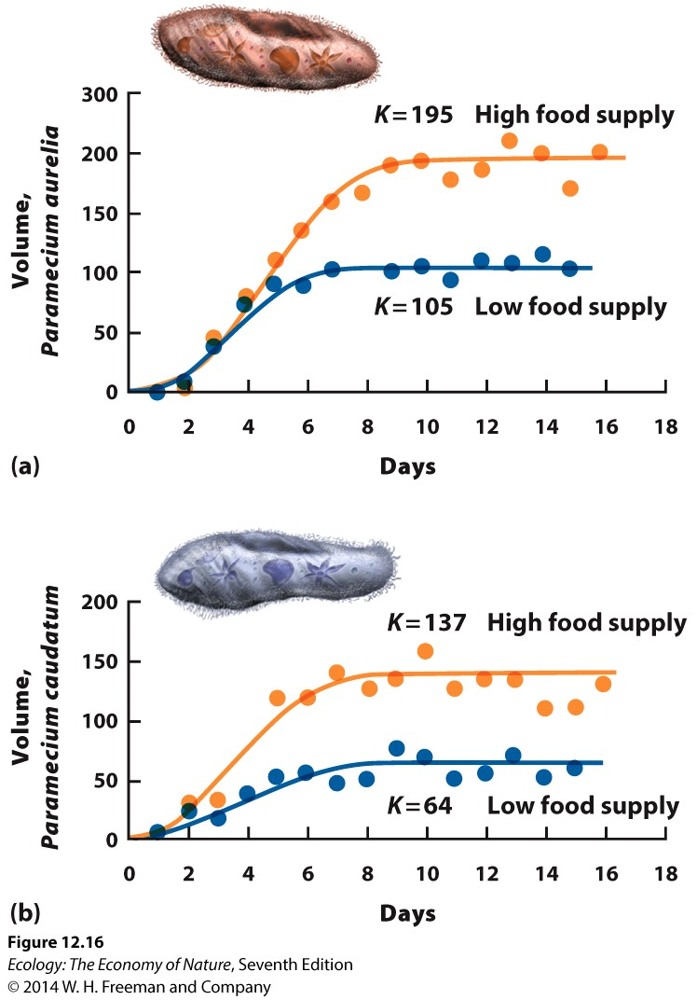 300
K=195 High food supply
200
150
100
K=105 Low food supply
50
0
Volume,
Paramecium aurelia
0 2 4 6 8 10 12 14 16 18
(a) Days
200
K=137 High food supply
150
100
50
K=64 Low food supply
0
Volume,
Paramecium caudatum
0 2 4 6 8 10 12 14 16 18
(b) Days
Figure 12.16
Ecology: The Economy of Nature, Seventh Edition
© 2014 W. H. Freeman and Company